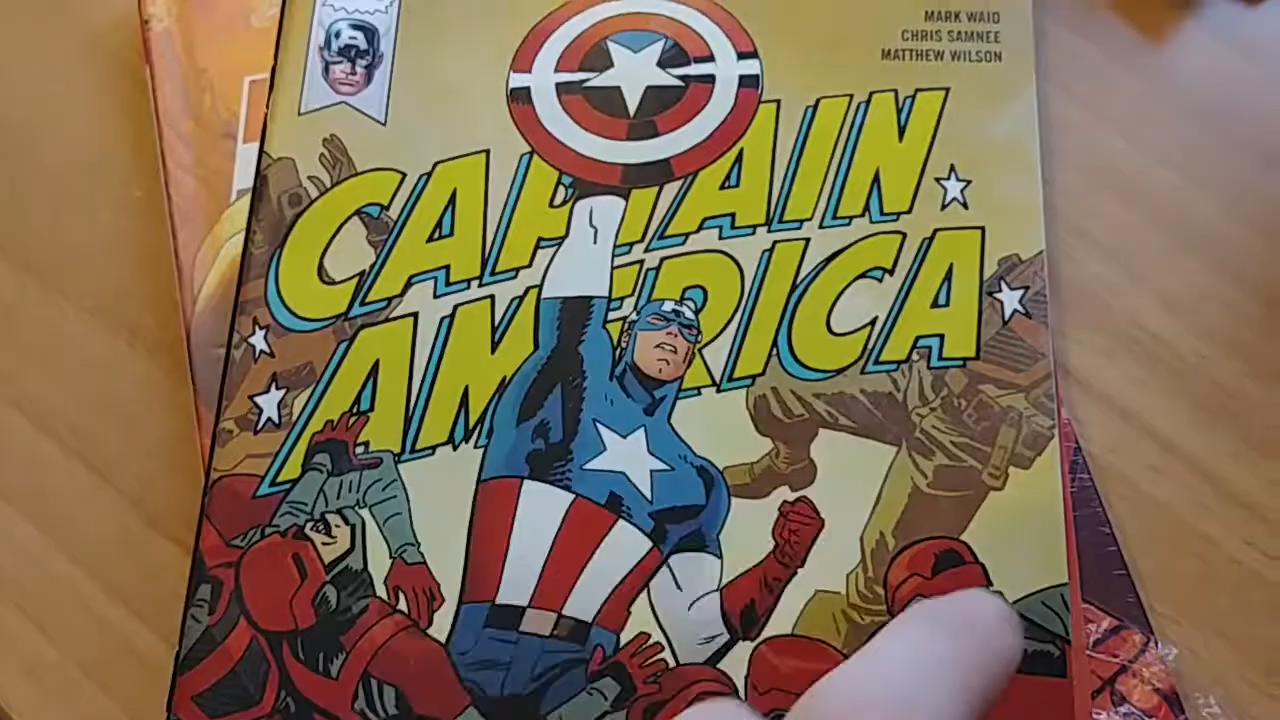 MARK WAID
CHRIS SAMNEE
MATTHEW WILSON
CAPTAIN
AMERICA